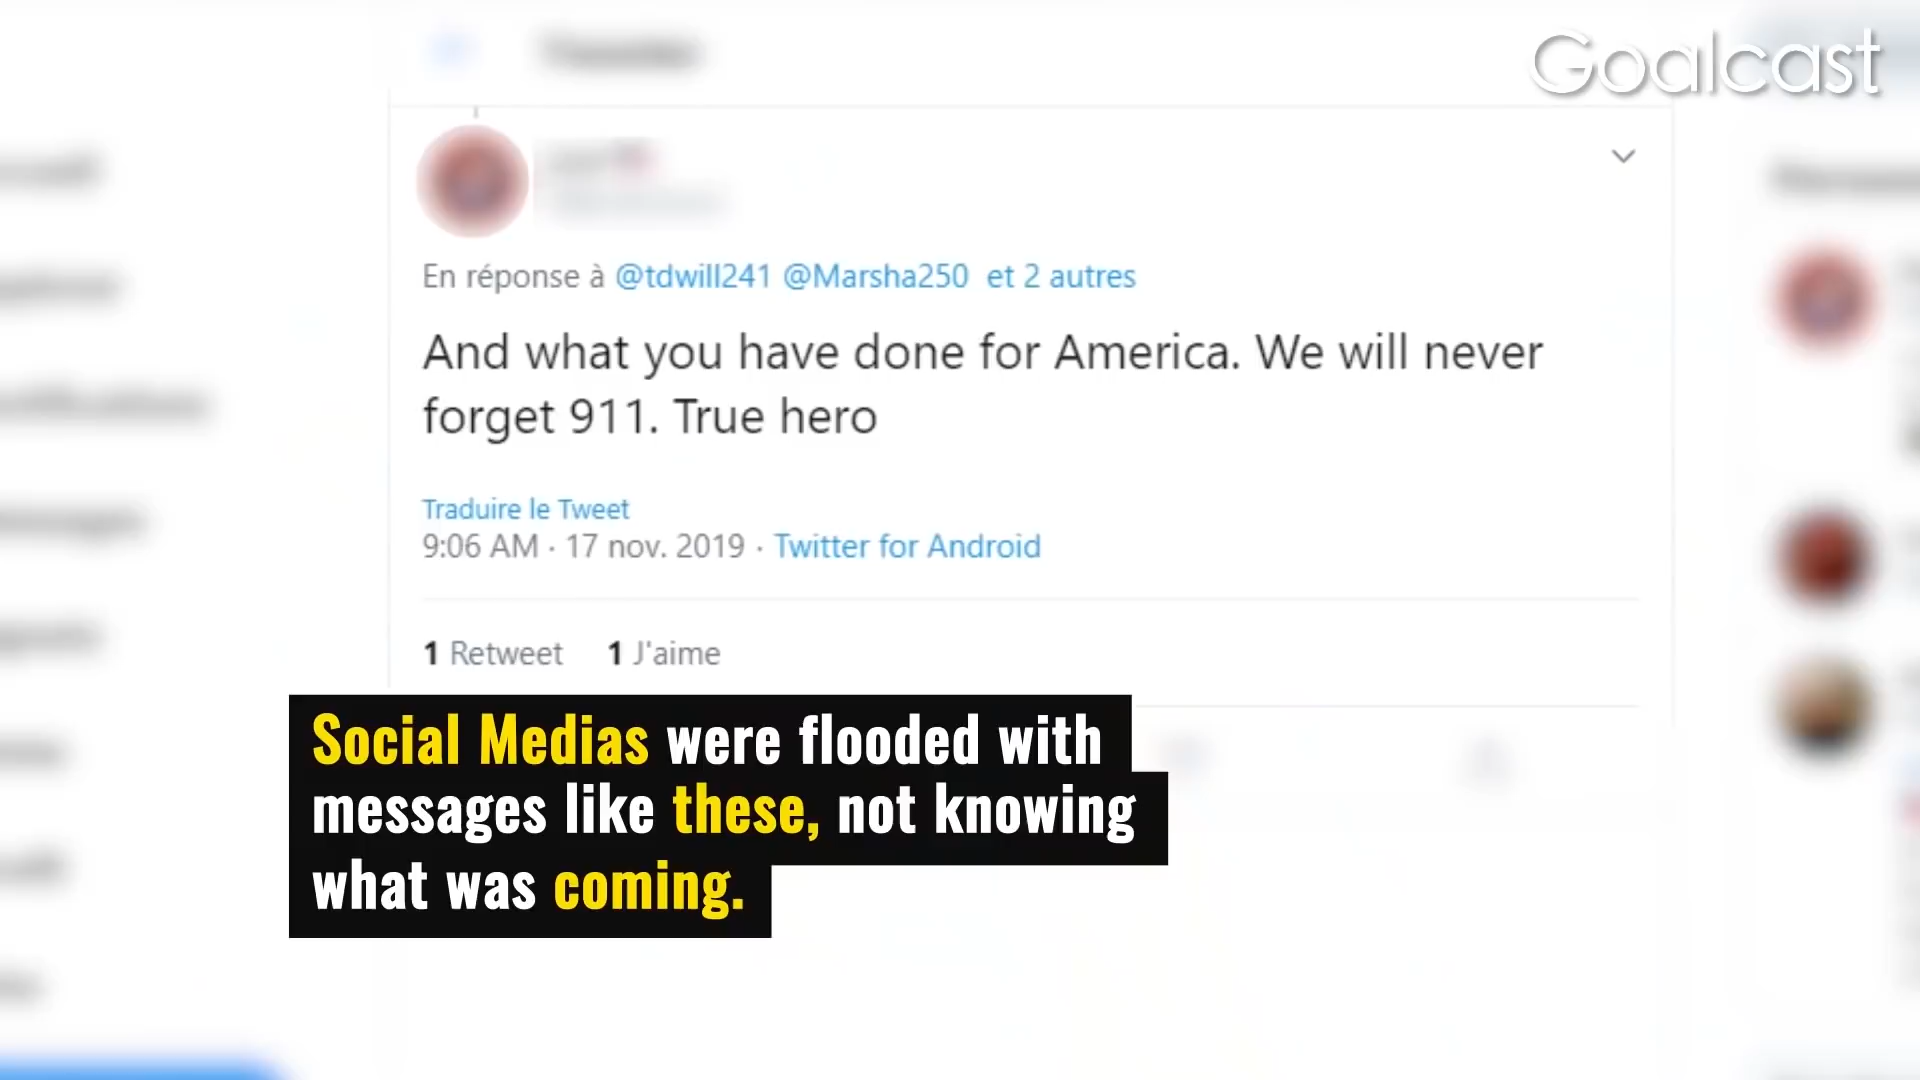 Goalcast
En réponse à @tdwill241 @Marsha250 et 2 autres
And what you have done for America. We will never
forget 911. True hero
Traduire le Tweet
9:06 AM · 17 nov. 2019 · Twitter for Android
1 Retweet 1 J'aime
Social Medias were flooded with
messages like these, not knowing
what was coming.